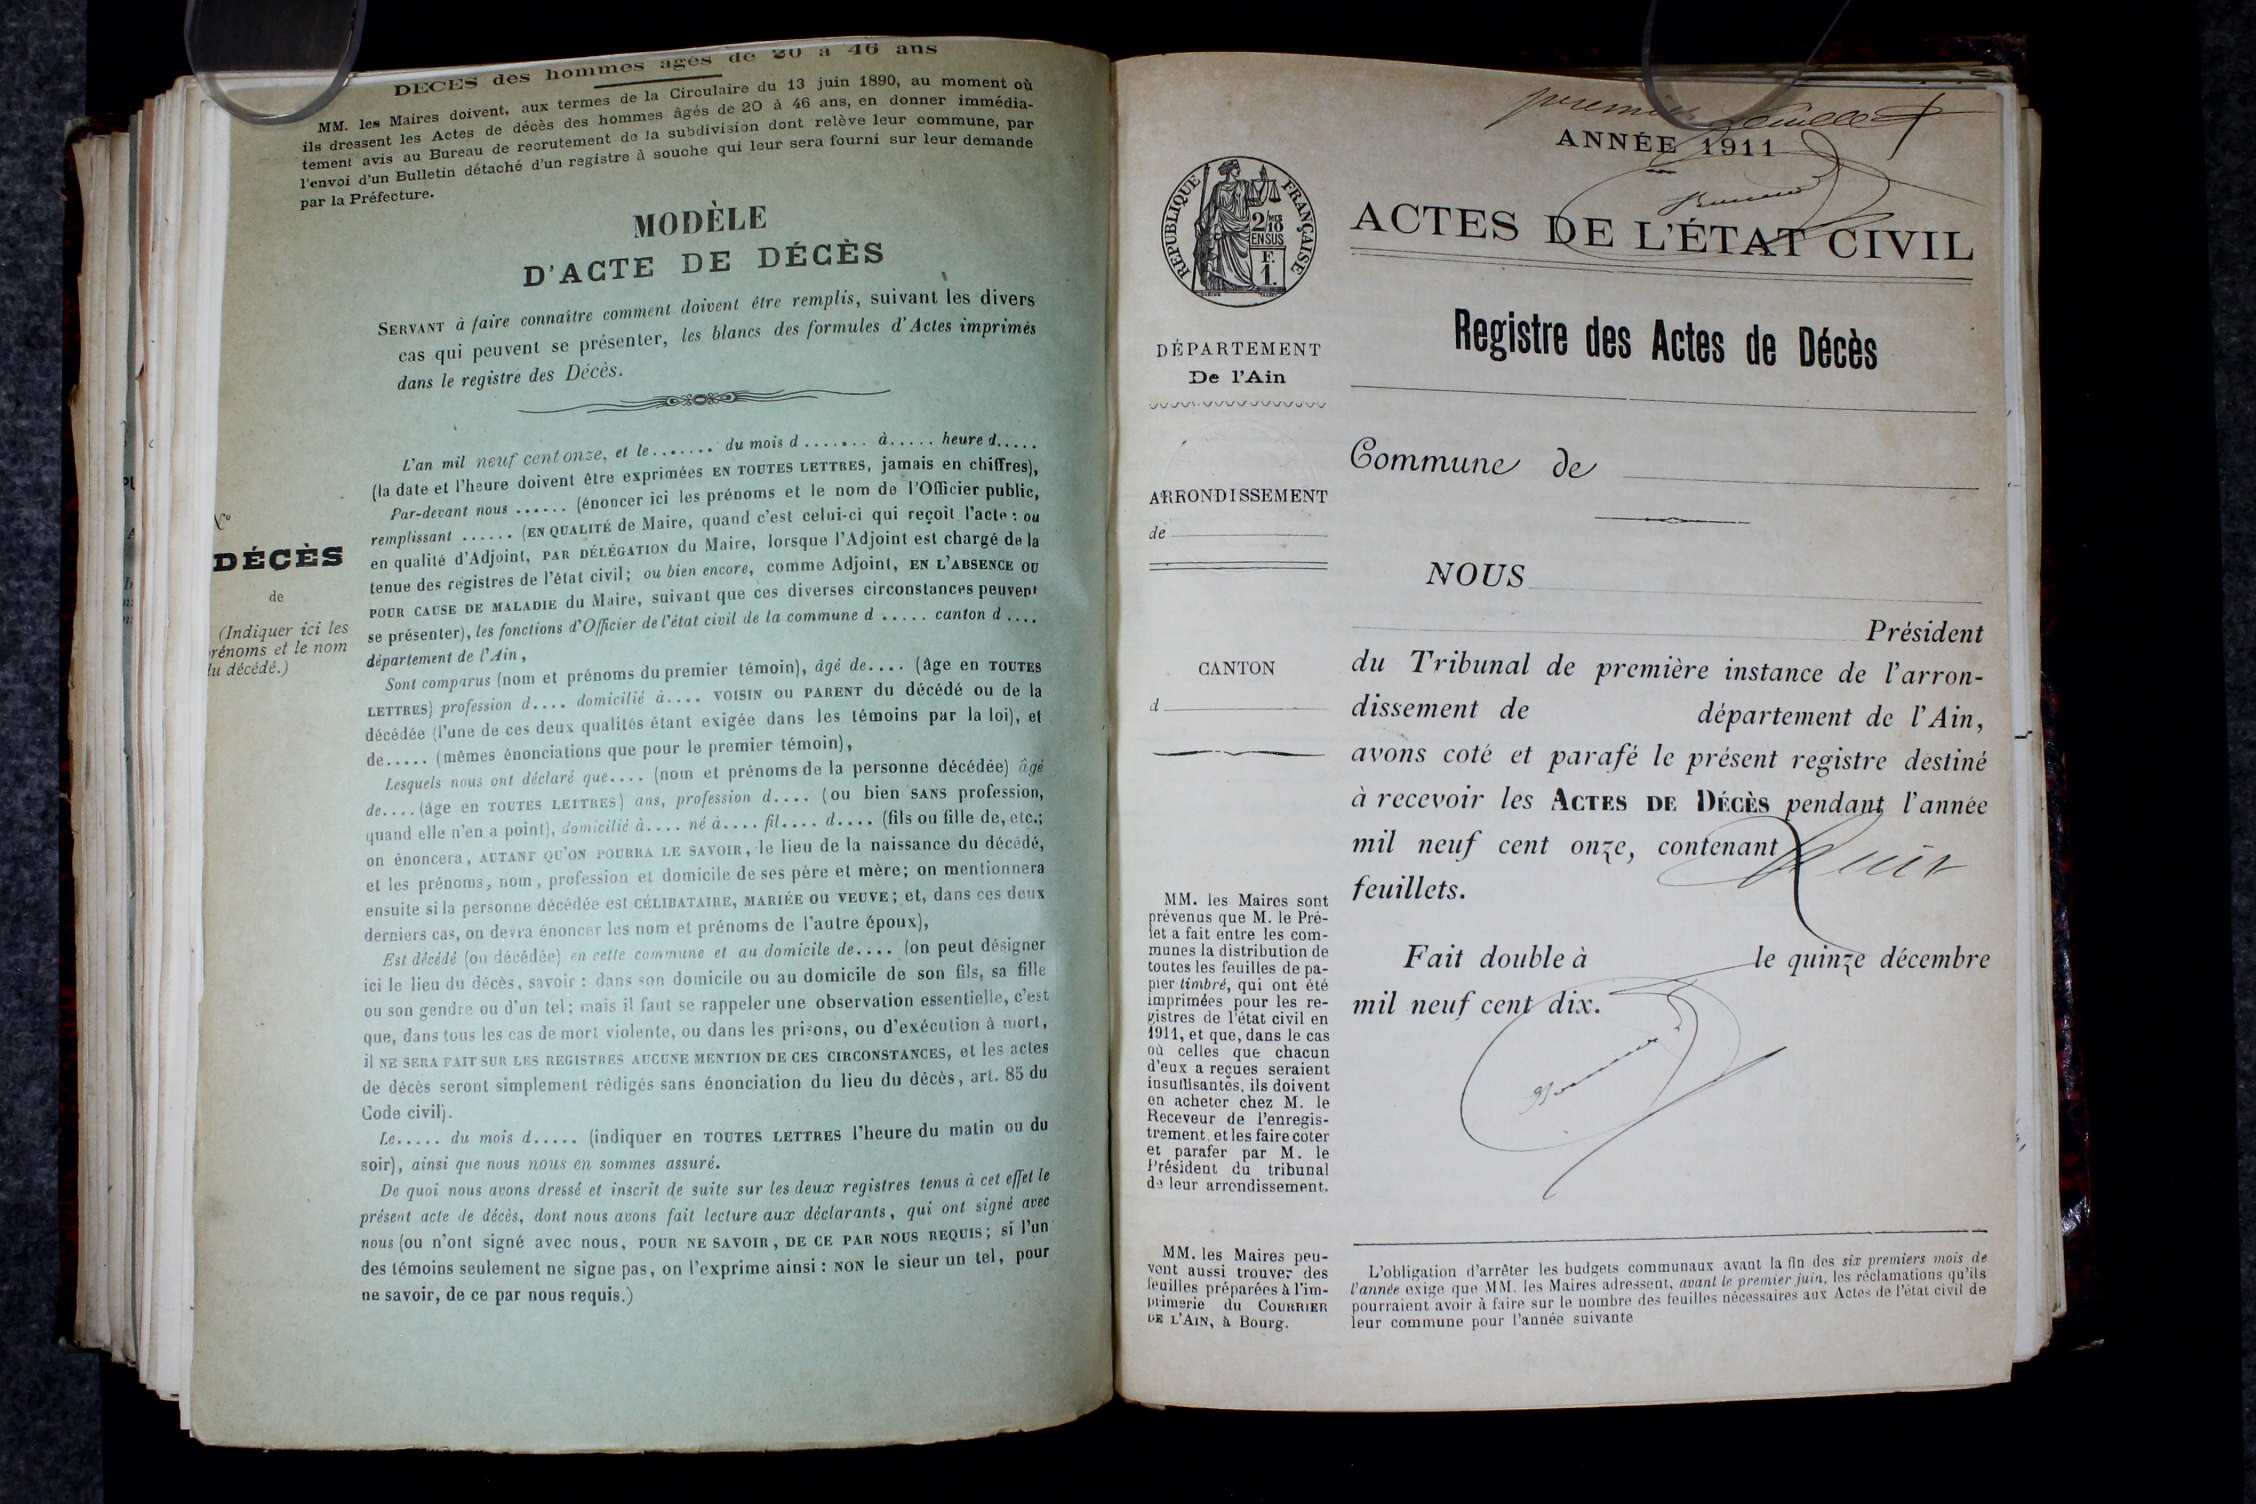 DÉCÈS des hommes âgés de 20 à 46 ans
MM. les Maires doivent, aux termes de la Circulaire du 13 juin 1890, au moment où
ils dressent les Actes de décès des hommes âgés de 20 à 46 ans, en donner immédia-
tement avis au Bureau de recrutement de la subdivision dont relève leur commune, par
l'envoi d'un Bulletin détaché d'un registre à souche qui leur sera fourni sur leur demande
par la Préfecture.
MODÈLE
D'ACTE DE DÉCÈS
SERVANT à faire connaître comment doivent être remplis, suivant les divers
cas qui peuvent se présenter, les blancs des formules d'Actes imprimés
dans le registre des Décès.
N°
DÉCÈS
de
(Indiquer ici les
rénoms et le nom
du décédé.)
L'an mil neuf cent onze, et le ....... du mois d ....... à ..... heure d.....
(la date et l'heure doivent être exprimées EN TOUTES LETTRES, jamais en chiffres),
Par-devant nous ...... (énoncer ici les prénoms et le nom de l'Officier public,
remplissant ...... (EN QUALITÉ de Maire, quand c'est celui-ci qui reçoit l'acte : ou
en qualité d'Adjoint, PAR DÉLÉGATION du Maire, lorsque l'Adjoint est chargé de la
tenue des registres de l'état civil; ou bien encore, comme Adjoint, EN L'ABSENCE OU
POUR CAUSE DE MALADIE du Maire, suivant que ces diverses circonstances peuvent
se présenter), les fonctions d'Officier de l'état civil de la commune d ..... canton d ....
département de l'Ain,
Sont comparus (nom et prénoms du premier témoin), âgé de.... (âge en TOUTES
LETTRES) profession d.... domicilié à.... VOISIN ou PARENT du décédé ou de la
décédée (l'une de ces deux qualités étant exigée dans les témoins par la loi), et
de..... (mêmes énonciations que pour le premier témoin),
Lesquels nous ont déclaré que.... (nom et prénoms de la personne décédée) âgé
de....(âge en TOUTES LETTRES) ans, profession d.... (ou bien SANS profession,
quand elle n'en a point), domicilié à.... né à.... fil.... d.... (fils ou fille de, etc.;
on énoncera, AUTANT QU'ON POURRA LE SAVOIR, le lieu de la naissance du décédé,
et les prénoms, nom, profession et domicile de ses père et mère; on mentionnera
ensuite si la personne décédée est CÉLIBATAIRE, MARIÉE OU VEUVE; et, dans ces deux
derniers cas, on devra énoncer les nom et prénoms de l'autre époux),
Est décédé (ou décédée) en cette commune et au domicile de.... (on peut désigner
ici le lieu du décès, savoir : dans son domicile ou au domicile de son fils, sa fille
ou son gendre ou d'un tel; mais il faut se rappeler une observation essentielle, c'est
que, dans tous les cas de mort violente, ou dans les prisons, ou d'exécution à mort,
il NE SERA FAIT SUR LES REGISTRES AUCUNE MENTION DE CES CIRCONSTANCES, et les actes
de décès seront simplement rédigés sans énonciation du lieu du décès, art. 85 du
Code civil).
Le..... du mois d..... (indiquer en TOUTES LETTRES l'heure du matin ou du
soir), ainsi que nous nous en sommes assuré.
De quoi nous avons dressé et inscrit de suite sur les deux registres tenus à cet effet le
présent acte de décès, dont nous avons fait lecture aux déclarants, qui ont signé avec
nous (ou n'ont signé avec nous, POUR NE SAVOIR, DE CE PAR NOUS REQUIS; si l'un
des témoins seulement ne signe pas, on l'exprime ainsi : NON le sieur un tel, pour
ne savoir, de ce par nous requis.)
premier feuillet
ANNÉE 1911
RÉPUBLIQUE FRANÇAISE
2/10
EN SUS
F.
1.
ACTES DE L'ÉTAT CIVIL
Registre des Actes de Décès
DÉPARTEMENT
De l'Ain
ARRONDISSEMENT
de
CANTON
d
MM. les Maires sont
prévenus que M. le Pré-
fet a fait entre les com-
munes la distribution de
toutes les feuilles de pa-
pier timbré, qui ont été
imprimées pour les re-
gistres de l'état civil en
1911, et que, dans le cas
où celles que chacun
d'eux a reçues seraient
insuffisantes, ils doivent
en acheter chez M. le
Receveur de l'enregis-
trement, et les faire coter
et parafer par M. le
Président du tribunal
de leur arrondissement.
MM. les Maires peu-
vent aussi trouver des
feuilles préparées à l'im-
primerie du COURRIER
DE L'AIN, à Bourg.
Commune de
NOUS
Président
du Tribunal de première instance de l'arron-
dissement de département de l'Ain,
avons coté et parafé le présent registre destiné
à recevoir les ACTES DE DÉCÈS pendant l'année
mil neuf cent onze, contenant huit
feuillets.
Fait double à le quinze décembre
mil neuf cent dix.
L'obligation d'arrêter les budgets communaux avant la fin des six premiers mois de
l'année exige que MM. les Maires adressent, avant le premier juin, les réclamations qu'ils
pourraient avoir à faire sur le nombre des feuilles nécessaires aux Actes de l'état civil de
leur commune pour l'année suivante